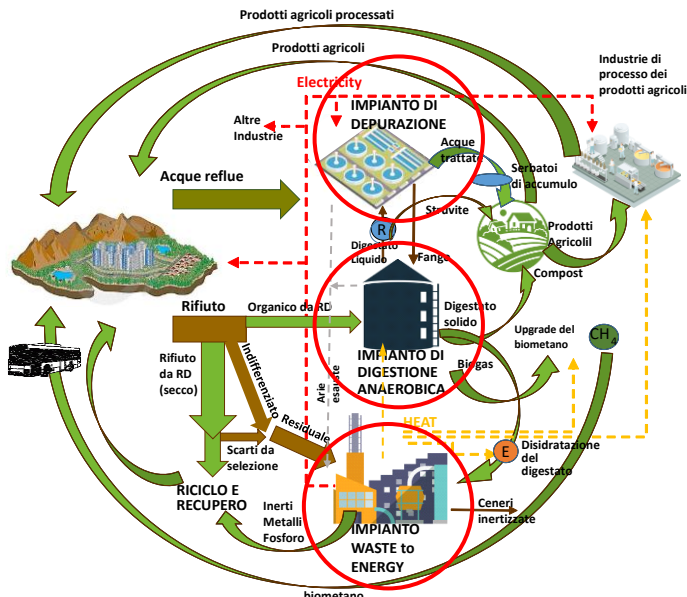 Prodotti agricoli processati
Prodotti agricoli
Industrie di
processo dei
prodotti agricoli
Electricity
IMPIANTO DI
DEPURAZIONE
Altre
Industrie
Acque
trattate
Serbatoi
di accumulo
Acque reflue
Struvite
R
Digestato
Liquido
Fango
Prodotti
Agricolil
Compost
Rifiuto
Organico da RD
Digestato
solido
Rifiuto
da RD
(secco)
Indifferenziato
IMPIANTO DI
DIGESTIONE
ANAEROBICA
Biogas
Upgrade del
biometano
CH4
Arie
esauste
Residuale
HEAT
Scarti da
selezione
E
Disidratazione
del
digestato
RICICLO E
RECUPERO
Inerti
Metalli
Fosforo
IMPIANTO
WASTE to
ENERGY
Ceneri
inertizzate
biometano